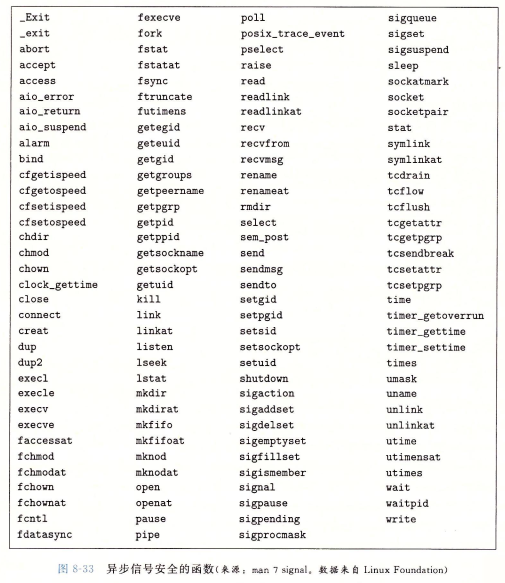 _Exit fexecve poll sigqueue
_exit fork posix_trace_event sigset
abort fstat pselect sigsuspend
accept fstatat raise sleep
access fsync read sockatmark
aio_error ftruncate readlink socket
aio_return futimens readlinkat socketpair
aio_suspend getegid recv stat
alarm geteuid recvfrom symlink
bind getgid recvmsg symlinkat
cfgetispeed getgroups rename tcdrain
cfgetospeed getpeername renameat tcflow
cfsetispeed getpgrp rmdir tcflush
cfsetospeed getpid select tcgetattr
chdir getppid sem_post tcgetpgrp
chmod getsockname send tcsendbreak
chown getsockopt sendmsg tcsetattr
clock_gettime getuid sendto tcsetpgrp
close kill setgid time
connect link setpgid timer_getoverrun
creat linkat setsid timer_gettime
dup listen setsockopt timer_settime
dup2 lseek setuid times
execl lstat shutdown umask
execle mkdir sigaction uname
execv mkdirat sigaddset unlink
execve mkfifo sigdelset unlinkat
faccessat mkfifoat sigemptyset utime
fchmod mknod sigfillset utimensat
fchmodat mknodat sigismember utimes
fchown open signal wait
fchownat openat sigpause waitpid
fcntl pause sigpending write
fdatasync pipe sigprocmask
图 8-33 异步信号安全的函数(来源：man 7 signal。数据来自 Linux Foundation)